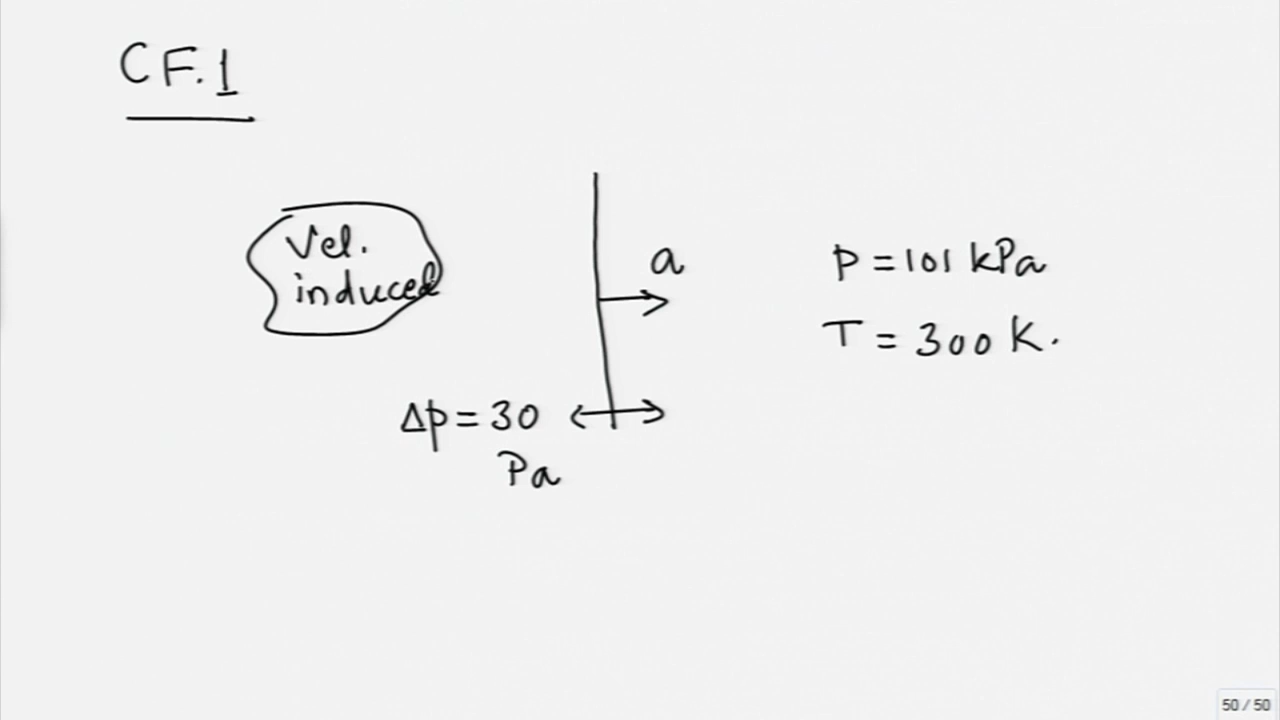 CF.1
Vel.
induced
a
p = 101 kPa
T = 300 K.
Δp = 30
Pa
50 / 50